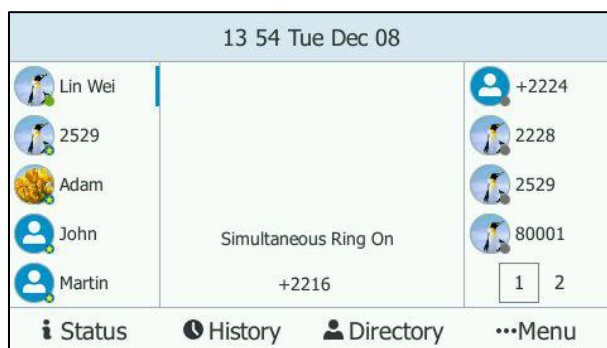 13 54 Tue Dec 08
Lin Wei
2529
Adam
John
Martin
Simultaneous Ring On
+2216
+2224
2228
2529
80001
1 2
Status History Directory Menu